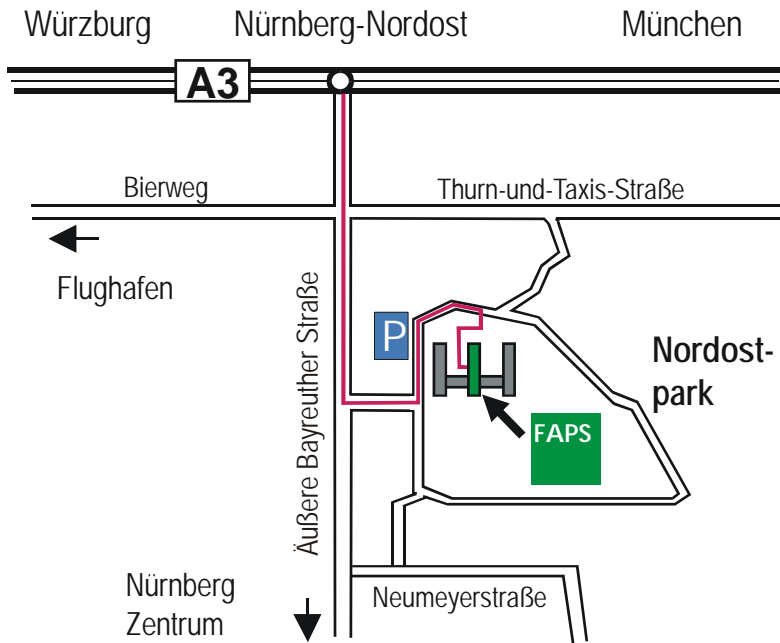 Würzburg
Nürnberg-Nordost
München
A3
Bierweg
Thurn-und-Taxis-Straße
Flughafen
Äußere Bayreuther Straße
P
Nordost-
park
FAPS
Nürnberg
Zentrum
Neumeyerstraße